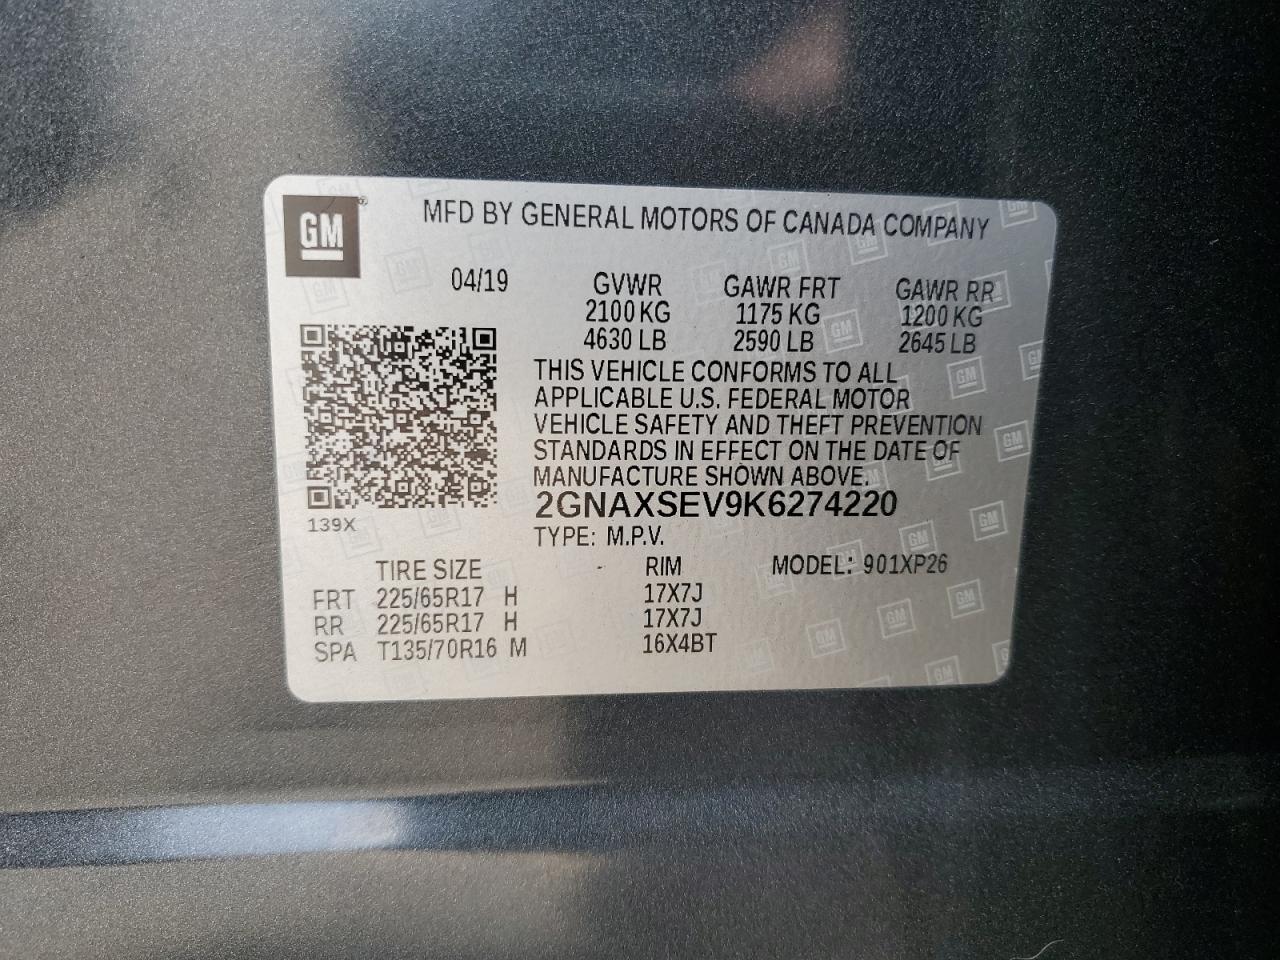 GM
MFD BY GENERAL MOTORS OF CANADA COMPANY
04/19 GVWR GAWR FRT GAWR RR
2100 KG 1175 KG 1200 KG
4630 LB 2590 LB 2645 LB
THIS VEHICLE CONFORMS TO ALL
APPLICABLE U.S. FEDERAL MOTOR
VEHICLE SAFETY AND THEFT PREVENTION
STANDARDS IN EFFECT ON THE DATE OF
MANUFACTURE SHOWN ABOVE.
2GNAXSEV9K6274220
139X
TYPE: M.P.V.
TIRE SIZE RIM MODEL: 901XP26
FRT 225/65R17 H 17X7J
RR 225/65R17 H 17X7J
SPA T135/70R16 M 16X4BT